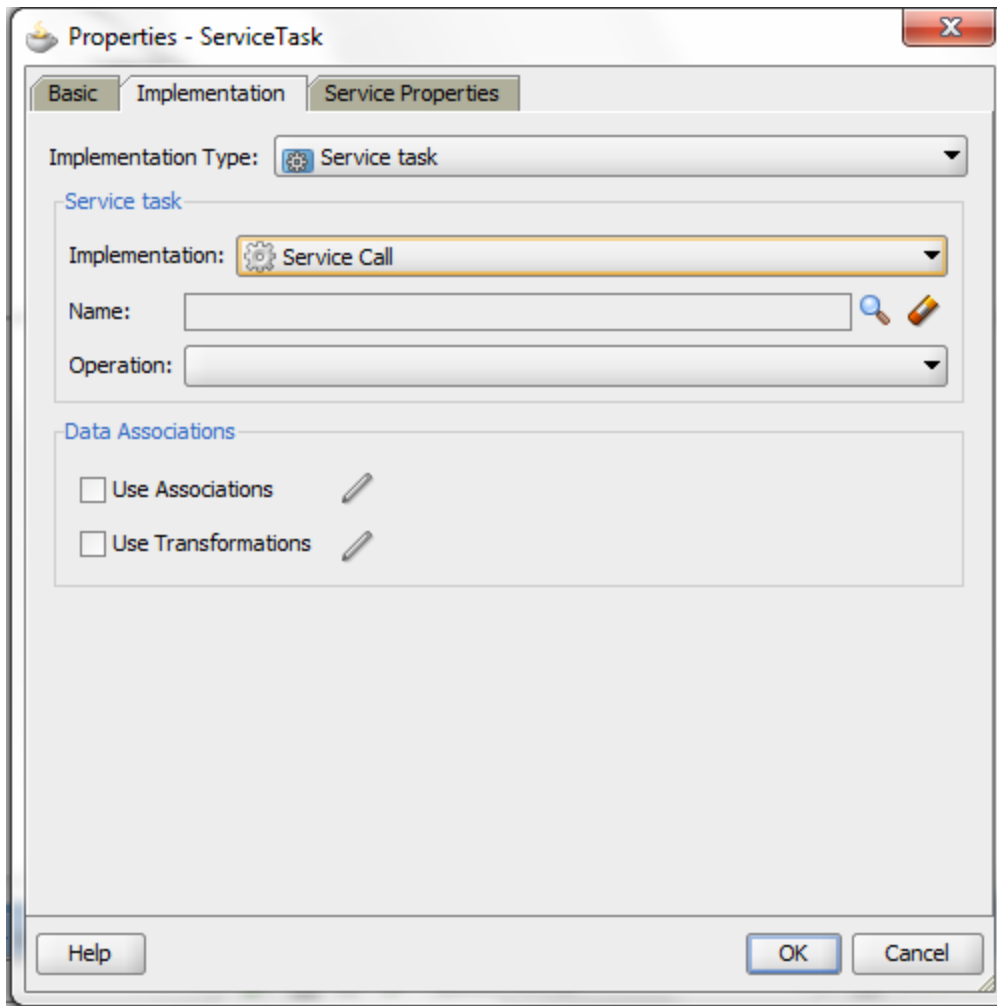 Properties - ServiceTask
Basic Implementation Service Properties
Implementation Type: Service task
Service task
Implementation: Service Call
Name:
Operation:
Data Associations
Use Associations
Use Transformations
Help OK Cancel